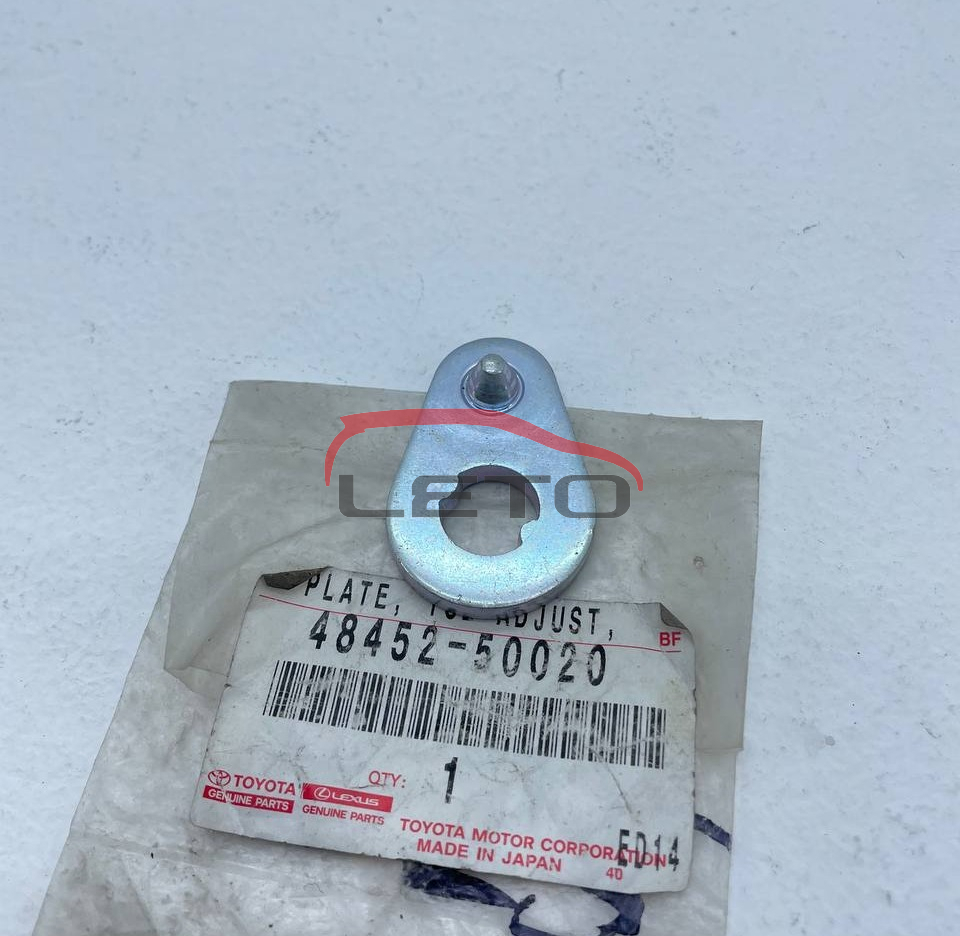 LETO
PLATE, TOE ADJUST,
BF
48452-50020
QTY: 1
TOYOTA
GENUINE PARTS
LEXUS
GENUINE PARTS
TOYOTA MOTOR CORPORATION
MADE IN JAPAN
40
ED14